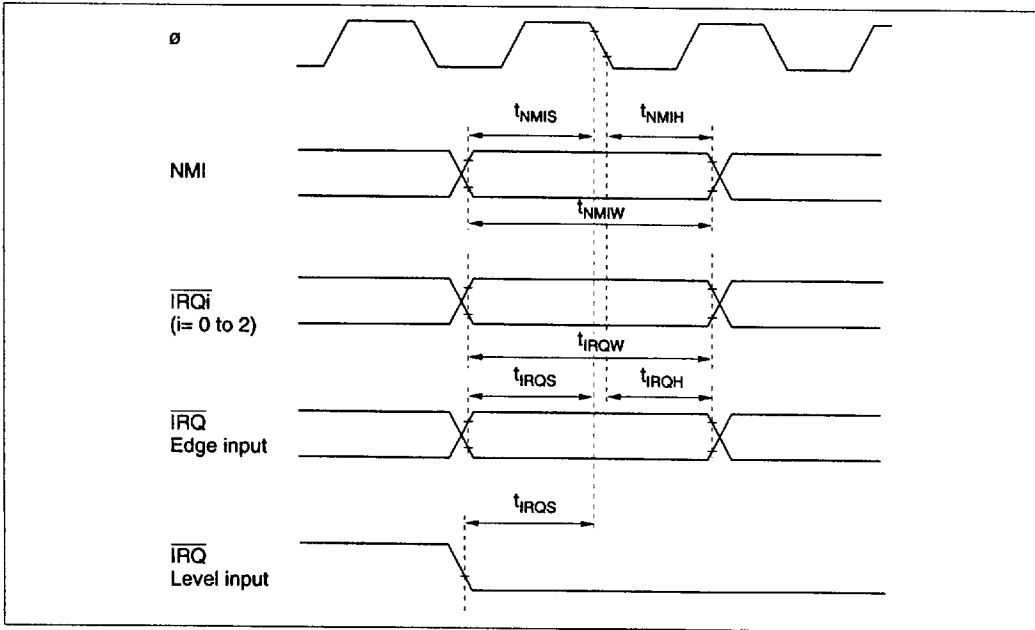 ø
tNMIS tNMIH
NMI
tNMIW
IRQi
(i= 0 to 2)
tIRQW
tIRQS tIRQH
IRQ
Edge input
tIRQS
IRQ
Level input